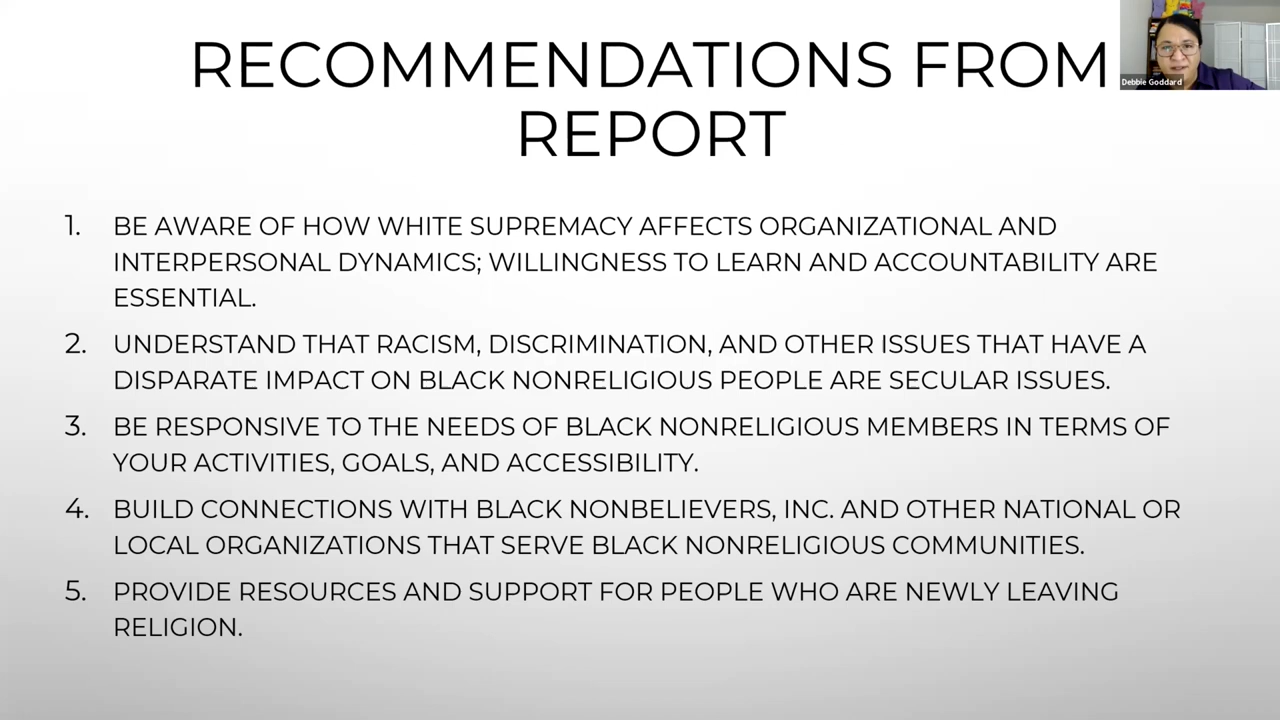 RECOMMENDATIONS FROM
REPORT
Debbie Goddard
1. BE AWARE OF HOW WHITE SUPREMACY AFFECTS ORGANIZATIONAL AND
INTERPERSONAL DYNAMICS; WILLINGNESS TO LEARN AND ACCOUNTABILITY ARE
ESSENTIAL.
2. UNDERSTAND THAT RACISM, DISCRIMINATION, AND OTHER ISSUES THAT HAVE A
DISPARATE IMPACT ON BLACK NONRELIGIOUS PEOPLE ARE SECULAR ISSUES.
3. BE RESPONSIVE TO THE NEEDS OF BLACK NONRELIGIOUS MEMBERS IN TERMS OF
YOUR ACTIVITIES, GOALS, AND ACCESSIBILITY.
4. BUILD CONNECTIONS WITH BLACK NONBELIEVERS, INC. AND OTHER NATIONAL OR
LOCAL ORGANIZATIONS THAT SERVE BLACK NONRELIGIOUS COMMUNITIES.
5. PROVIDE RESOURCES AND SUPPORT FOR PEOPLE WHO ARE NEWLY LEAVING
RELIGION.